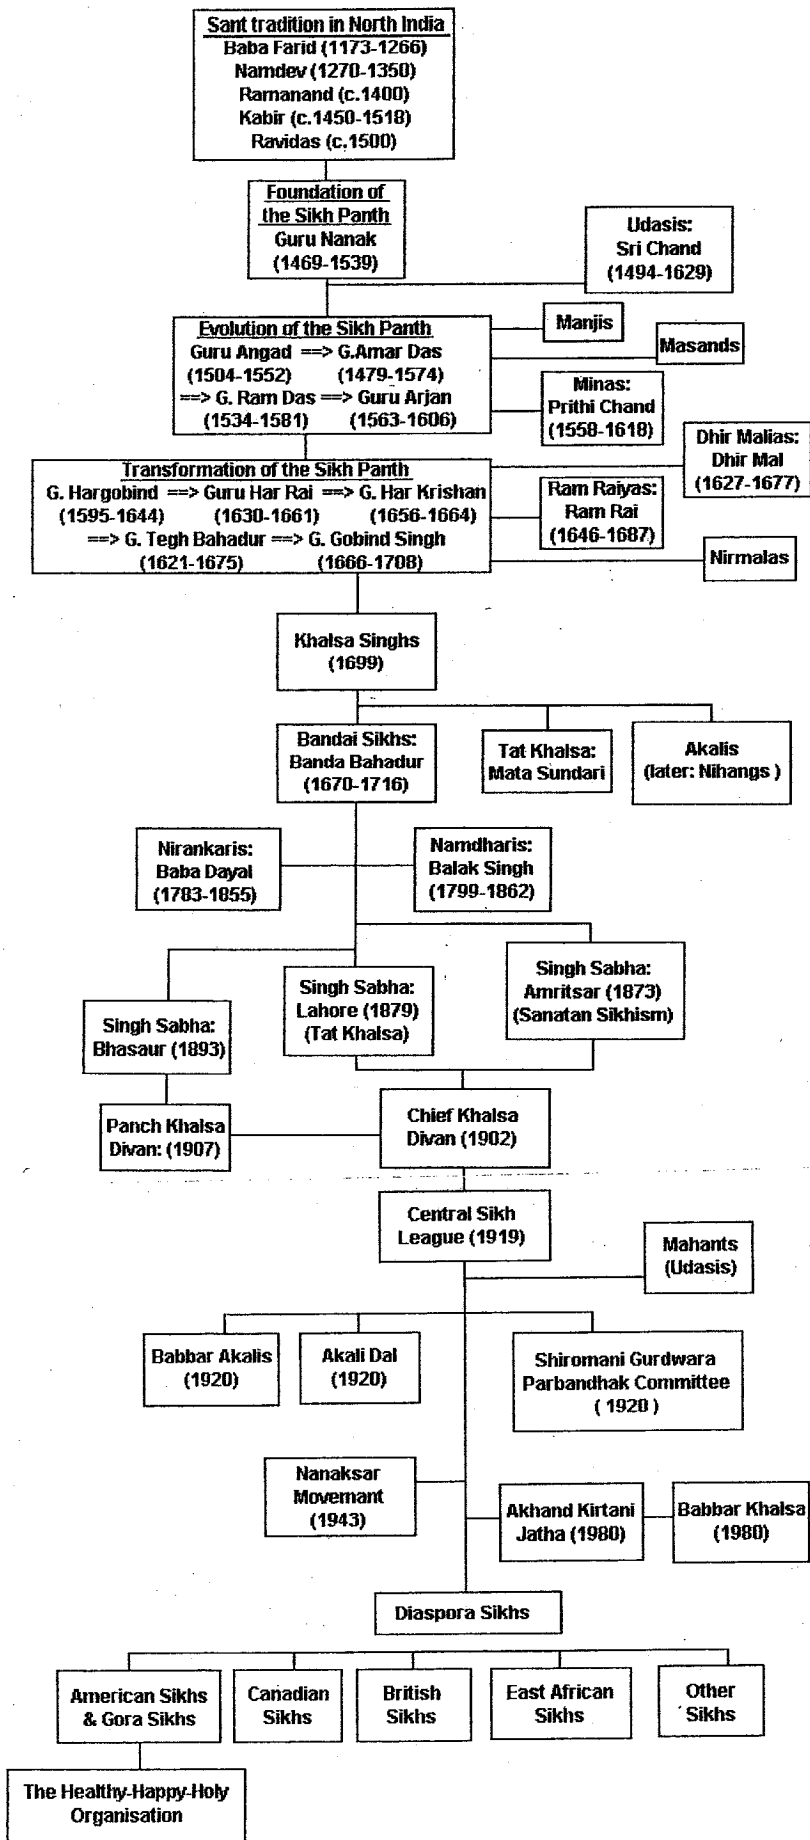 Sant tradition in North India
Baba Farid (1173-1266)
Namdev (1270-1350)
Ramanand (c.1400)
Kabir (c.1450-1518)
Ravidas (c.1500)
Foundation of
the Sikh Panth
Guru Nanak
(1469-1539)
Udasis:
Sri Chand
(1494-1629)
Evolution of the Sikh Panth
Guru Angad ==> G.Amar Das
(1504-1552) (1479-1574)
==> G. Ram Das ==> Guru Arjan
(1534-1581) (1563-1606)
Manjis
Masands
Minas:
Prithi Chand
(1558-1618)
Dhir Malias:
Dhir Mal
(1627-1677)
Transformation of the Sikh Panth
G. Hargobind ==> Guru Har Rai ==> G. Har Krishan
(1595-1644) (1630-1661) (1656-1664)
==> G. Tegh Bahadur ==> G. Gobind Singh
(1621-1675) (1666-1708)
Ram Raiyas:
Ram Rai
(1646-1687)
Nirmalas
Khalsa Singhs
(1699)
Bandai Sikhs:
Banda Bahadur
(1670-1716)
Tat Khalsa:
Mata Sundari
Akalis
(later: Nihangs )
Nirankaris:
Baba Dayal
(1783-1855)
Namdharis:
Balak Singh
(1799-1862)
Singh Sabha:
Bhasaur (1893)
Singh Sabha:
Lahore (1879)
(Tat Khalsa)
Singh Sabha:
Amritsar (1873)
(Sanatan Sikhism)
Panch Khalsa
Divan: (1907)
Chief Khalsa
Divan (1902)
Central Sikh
League (1919)
Mahants
(Udasis)
Babbar Akalis
(1920)
Akali Dal
(1920)
Shiromani Gurdwara
Parbandhak Committee
( 1920 )
Nanaksar
Movemant
(1943)
Akhand Kirtani
Jatha (1980)
Babbar Khalsa
(1980)
Diaspora Sikhs
American Sikhs
& Gora Sikhs
Canadian
Sikhs
British
Sikhs
East African
Sikhs
Other
Sikhs
The Healthy-Happy-Holy
Organisation